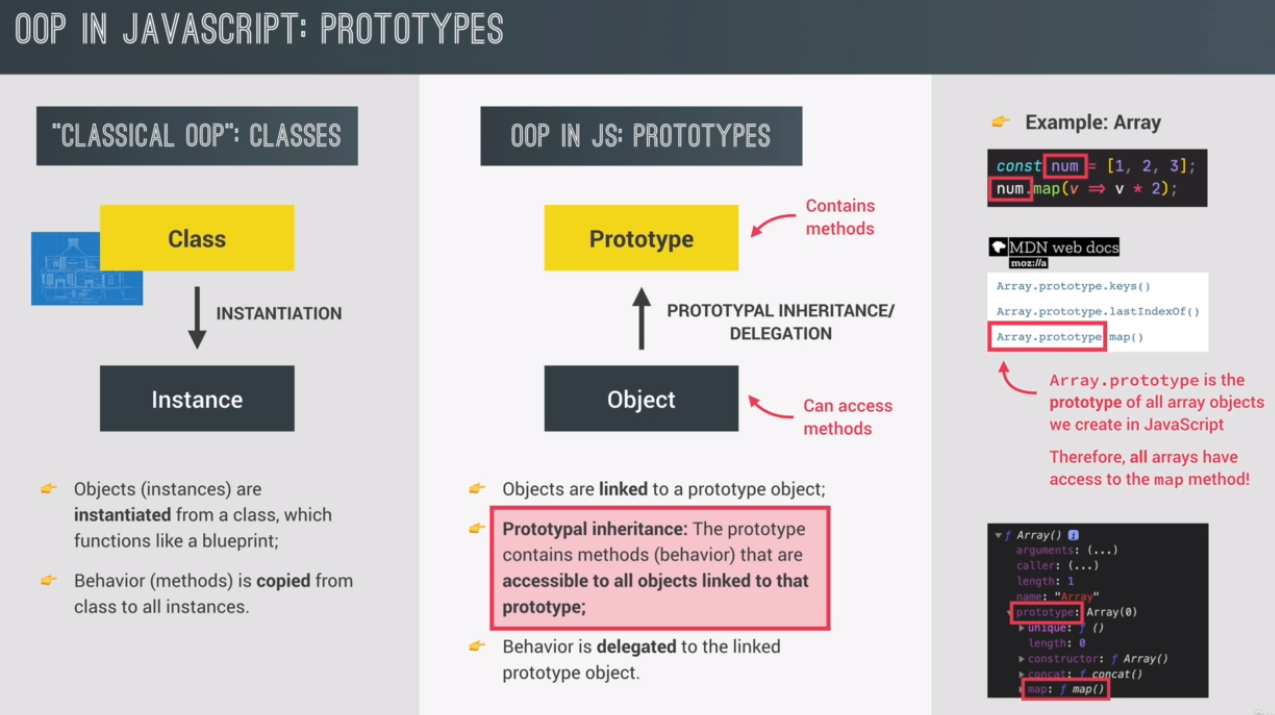 OOP IN JAVASCRIPT: PROTOTYPES
"CLASSICAL OOP": CLASSES
Class
INSTANTIATION
Instance
Objects (instances) are
instantiated from a class, which
functions like a blueprint;
Behavior (methods) is copied from
class to all instances.
OOP IN JS: PROTOTYPES
Prototype
Contains
methods
PROTOTYPAL INHERITANCE/
DELEGATION
Object
Can access
methods
Objects are linked to a prototype object;
Prototypal inheritance: The prototype
contains methods (behavior) that are
accessible to all objects linked to that
prototype;
Behavior is delegated to the linked
prototype object.
Example: Array
const num = [1, 2, 3];
num.map(v => v * 2);
MDN web docs
moz://a
Array.prototype.keys()
Array.prototype.lastIndexOf()
Array.prototype.map()
Array.prototype is the
prototype of all array objects
we create in JavaScript
Therefore, all arrays have
access to the map method!
▼ƒ Array() i
arguments: (...)
caller: (...)
length: 1
name: "Array"
▼prototype: Array(0)
▶unique: ƒ ()
length: 0
▶constructor: ƒ Array()
▶concat: ƒ concat()
▶map: ƒ map()